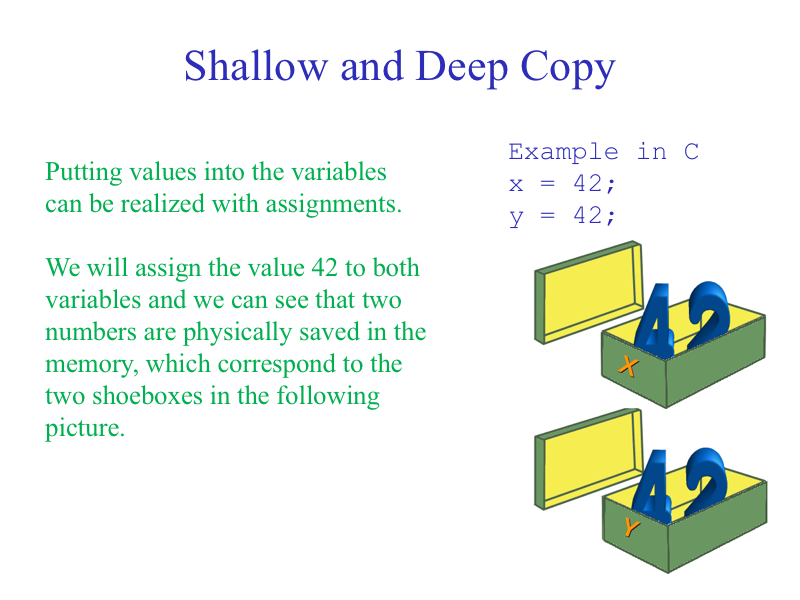 Shallow and Deep Copy
Putting values into the variables
can be realized with assignments.
We will assign the value 42 to both
variables and we can see that two
numbers are physically saved in the
memory, which correspond to the
two shoeboxes in the following
picture.
Example in C
x = 42;
y = 42;
42
X
42
Y